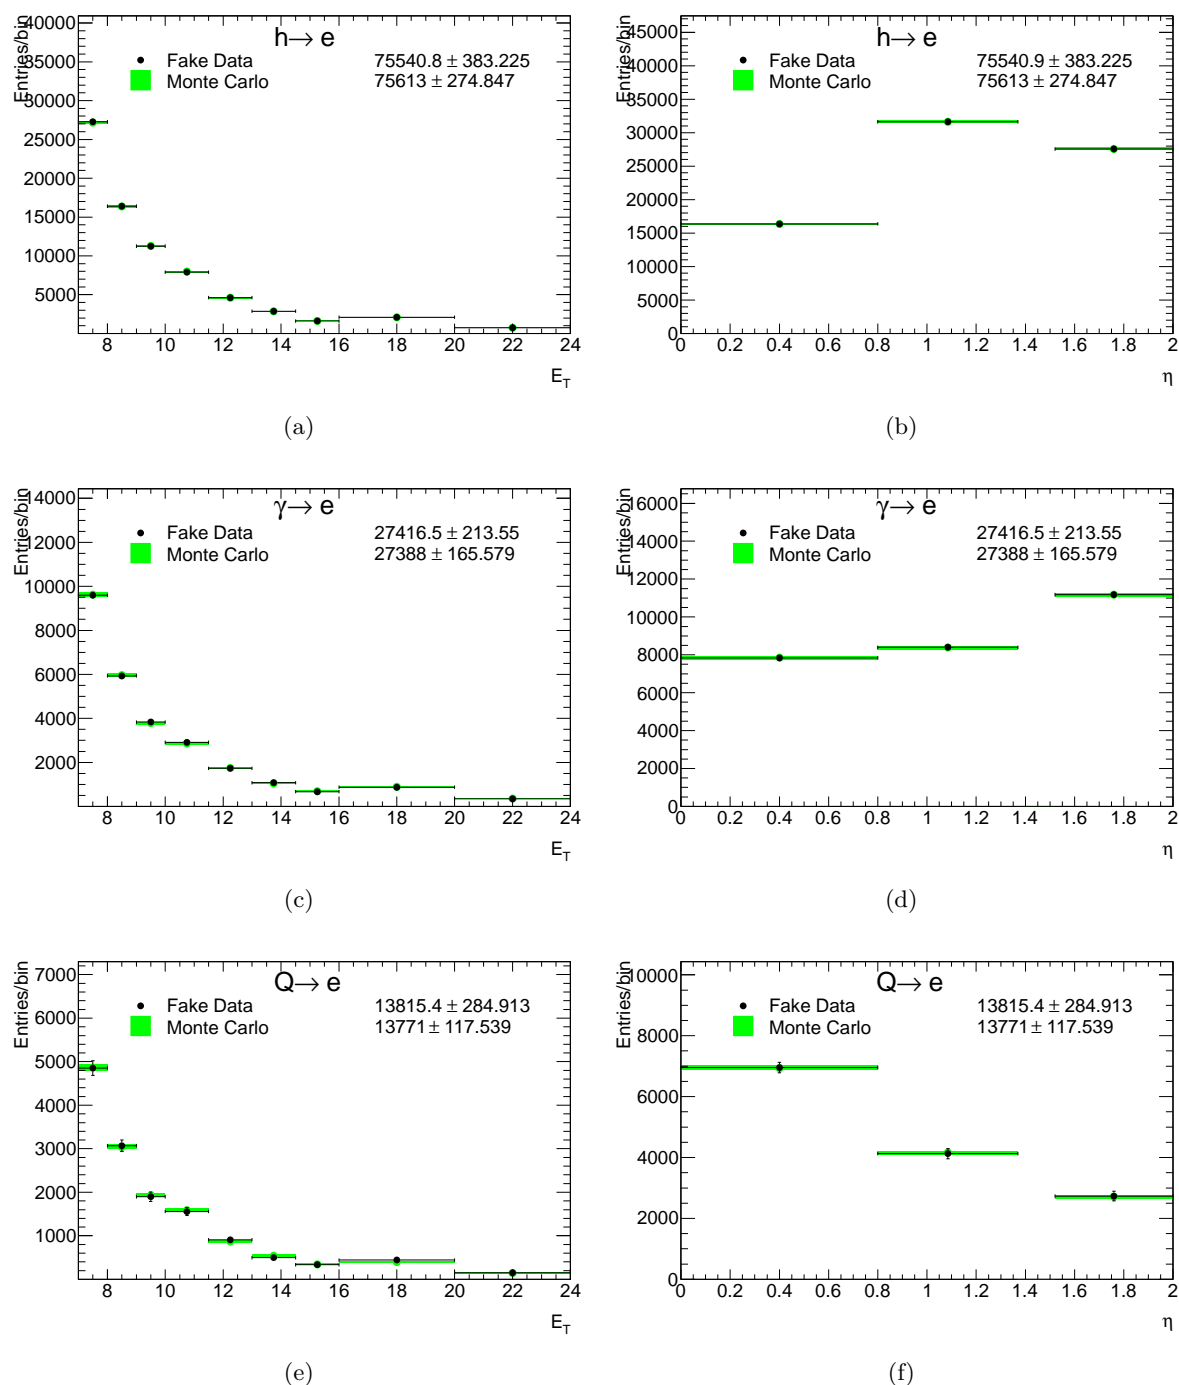 Entries/bin
h→e
Fake Data 75540.8 ± 383.225
Monte Carlo 75613 ± 274.847
40000
35000
30000
25000
20000
15000
10000
5000
8 10 12 14 16 18 20 22 24
E_T
(a)
Entries/bin
h→e
Fake Data 75540.9 ± 383.225
Monte Carlo 75613 ± 274.847
45000
40000
35000
30000
25000
20000
15000
10000
5000
0
0 0.2 0.4 0.6 0.8 1 1.2 1.4 1.6 1.8 2
η
(b)
Entries/bin
γ→e
Fake Data 27416.5 ± 213.55
Monte Carlo 27388 ± 165.579
14000
12000
10000
8000
6000
4000
2000
8 10 12 14 16 18 20 22 24
E_T
(c)
Entries/bin
γ→e
Fake Data 27416.5 ± 213.55
Monte Carlo 27388 ± 165.579
16000
14000
12000
10000
8000
6000
4000
2000
0
0 0.2 0.4 0.6 0.8 1 1.2 1.4 1.6 1.8 2
η
(d)
Entries/bin
Q→e
Fake Data 13815.4 ± 284.913
Monte Carlo 13771 ± 117.539
7000
6000
5000
4000
3000
2000
1000
8 10 12 14 16 18 20 22 24
E_T
(e)
Entries/bin
Q→e
Fake Data 13815.4 ± 284.913
Monte Carlo 13771 ± 117.539
10000
8000
6000
4000
2000
0
0 0.2 0.4 0.6 0.8 1 1.2 1.4 1.6 1.8 2
η
(f)